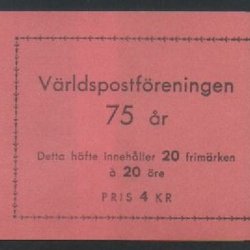 Världspostföreningen
75 år
Detta häfte innehåller 20 frimärken
à 20 öre
PRIS 4 KR